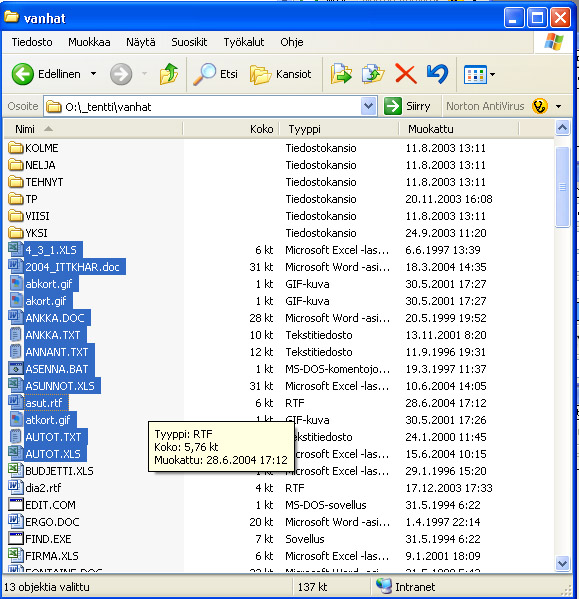 vanhat
Tiedosto Muokkaa Näytä Suosikit Työkalut Ohje
Edellinen Etsi Kansiot
Osoite O:\_tentti\vanhat Siirry Norton AntiVirus
Nimi Koko Tyyppi Muokattu
KOLME Tiedostokansio 11.8.2003 13:11
NELJA Tiedostokansio 11.8.2003 13:11
TEHNYT Tiedostokansio 11.8.2003 13:11
TP Tiedostokansio 20.11.2003 16:08
VIISI Tiedostokansio 11.8.2003 13:11
YKSI Tiedostokansio 24.9.2003 11:20
4_3_1.XLS 6 kt Microsoft Excel -las... 6.6.1997 13:39
2004_ITTKHAR.doc 31 kt Microsoft Word -asi... 18.3.2004 14:35
abkort.gif 1 kt GIF-kuva 30.5.2001 17:27
akort.gif 1 kt GIF-kuva 30.5.2001 17:27
ANKKA.DOC 28 kt Microsoft Word -asi... 20.5.1999 19:52
ANKKA.TXT 10 kt Tekstitiedosto 13.11.2001 8:20
ANNANT.TXT 12 kt Tekstitiedosto 11.9.1996 19:31
ASENNA.BAT 1 kt MS-DOS-komentojo... 19.3.1997 11:37
ASUNNOT.XLS 31 kt Microsoft Excel -las... 10.6.2004 14:05
asut.rtf 6 kt RTF 28.6.2004 17:12
atkort.gif 1 kt GIF-kuva 30.5.2001 17:26
AUTOT.TXT Tekstitiedosto 24.1.2000 11:45
AUTOT.XLS Microsoft Excel -las... 15.6.2004 10:15
Tyyppi: RTF
Koko: 5,76 kt
Muokattu: 28.6.2004 17:12
BUDJETTI.XLS Microsoft Excel -las... 29.1.1996 15:20
dia2.rtf 4 kt RTF 17.12.2003 17:33
EDIT.COM 1 kt MS-DOS-sovellus 31.5.1994 6:22
ERGO.DOC 20 kt Microsoft Word -asi... 1.4.1997 22:14
FIND.EXE 7 kt Sovellus 31.5.1994 6:22
FIRMA.XLS 6 kt Microsoft Excel -las... 9.1.2001 18:09
13 objektia valittu 137 kt Intranet